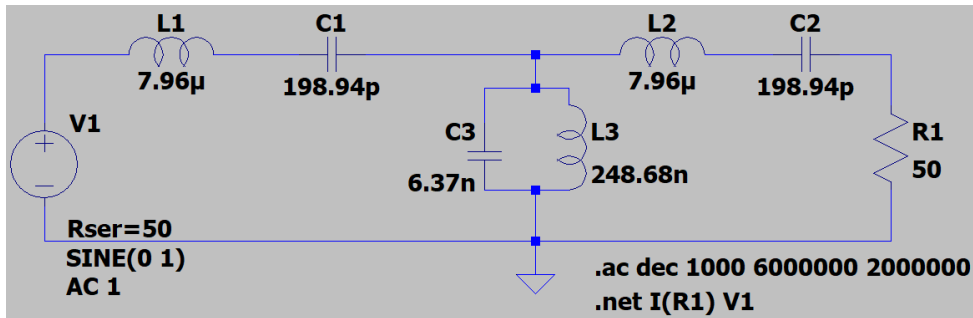 L1
C1
L2
C2
7.96µ
198.94p
7.96µ
198.94p
V1
C3
L3
R1
6.37n
248.68n
50
Rser=50
SINE(0 1)
AC 1
.ac dec 1000 6000000 2000000
.net I(R1) V1